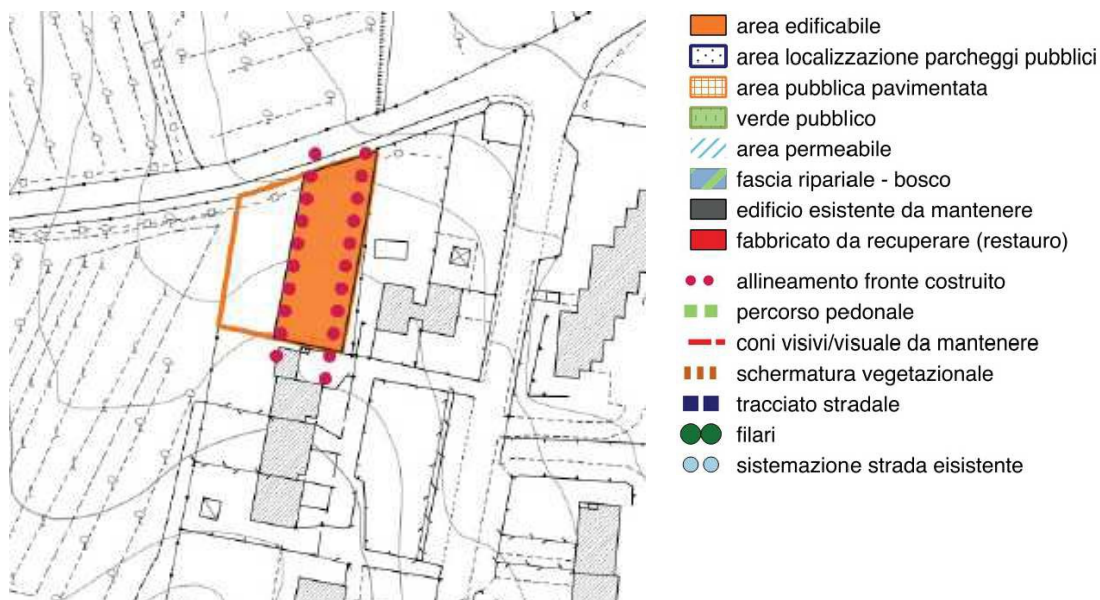 area edificabile
area localizzazione parcheggi pubblici
area pubblica pavimentata
verde pubblico
area permeabile
fascia ripariale - bosco
edificio esistente da mantenere
fabbricato da recuperare (restauro)
allineamento fronte costruito
percorso pedonale
coni visivi/visuale da mantenere
schermatura vegetazionale
tracciato stradale
filari
sistemazione strada eisistente